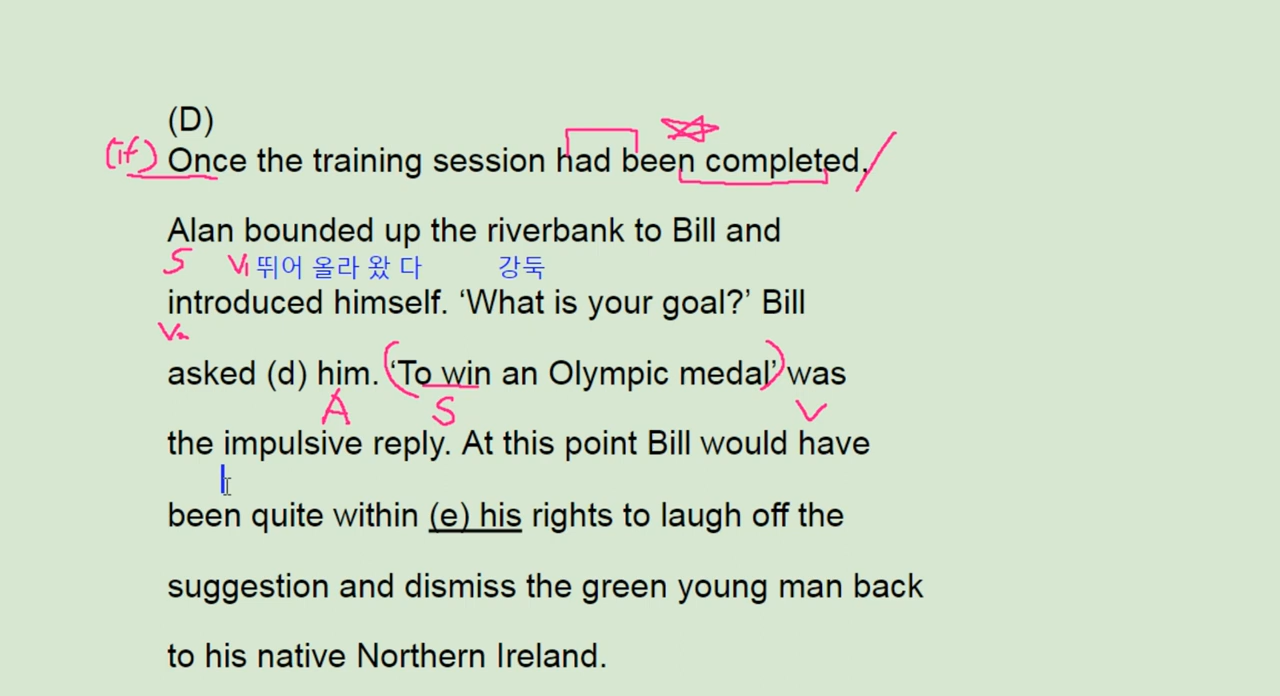 (D)
(if) Once the training session had been completed,
Alan bounded up the riverbank to Bill and
S V1 뛰어 올라 왔 다 강둑
introduced himself. ‘What is your goal?’ Bill
V2
asked (d) him. (‘To win an Olympic medal’) was
A S V
the impulsive reply. At this point Bill would have
been quite within (e) his rights to laugh off the
suggestion and dismiss the green young man back
to his native Northern Ireland.